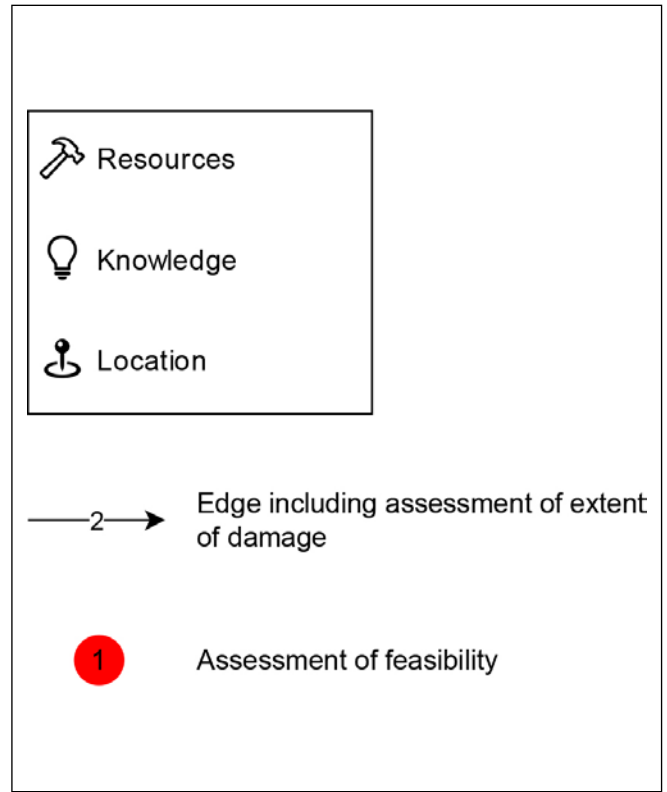 Resources
Knowledge
Location
2
Edge including assessment of extent
of damage
1
Assessment of feasibility